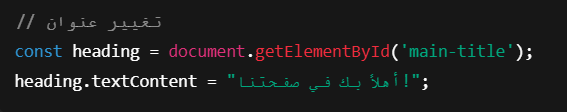 // تغيير عنوان
const heading = document.getElementById('main-title');
heading.textContent = "أهلاً بك في صفحتنا!";